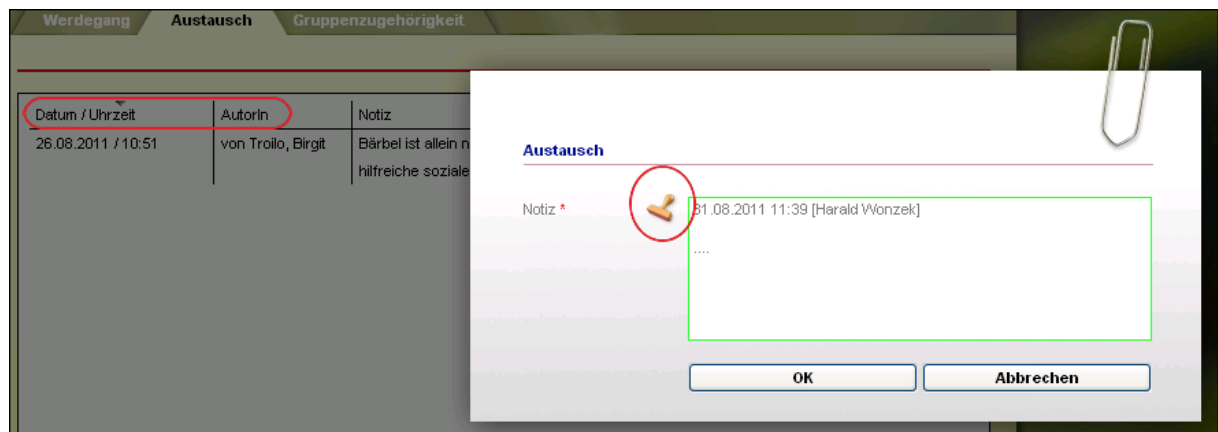 Werdegang Austausch Gruppenzugehörigkeit
Datum / Uhrzeit AutorIn Notiz
26.08.2011 / 10:51 von Troilo, Birgit Bärbel ist allein n
hilfreiche soziale
Austausch
Notiz * 31.08.2011 11:39 [Harald Wonzek]
....
OK Abbrechen